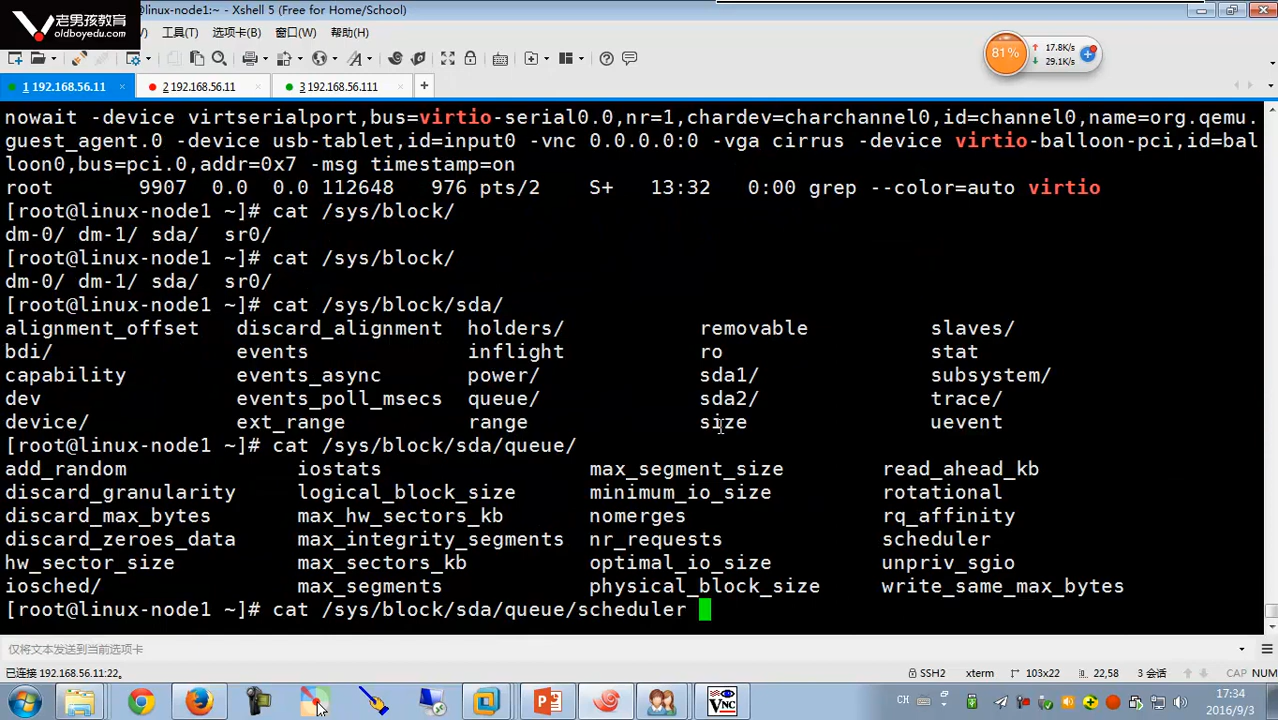 老男孩教育
oldboyedu.com
@linux-node1:~ - Xshell 5 (Free for Home/School)
工具(T) 选项卡(B) 窗口(W) 帮助(H)
81% 17.8K/s
29.1K/s
1 192.168.56.11 × 2 192.168.56.11 × 3 192.168.56.111 × +
nowait -device virtserialport,bus=virtio-serial0.0,nr=1,chardev=charchannel0,id=channel0,name=org.qemu.
guest_agent.0 -device usb-tablet,id=input0 -vnc 0.0.0.0:0 -vga cirrus -device virtio-balloon-pci,id=bal
loon0,bus=pci.0,addr=0x7 -msg timestamp=on
root 9907 0.0 0.0 112648 976 pts/2 S+ 13:32 0:00 grep --color=auto virtio
[root@linux-node1 ~]# cat /sys/block/
dm-0/ dm-1/ sda/ sr0/
[root@linux-node1 ~]# cat /sys/block/
dm-0/ dm-1/ sda/ sr0/
[root@linux-node1 ~]# cat /sys/block/sda/
alignment_offset discard_alignment holders/ removable slaves/
bdi/ events inflight ro stat
capability events_async power/ sda1/ subsystem/
dev events_poll_msecs queue/ sda2/ trace/
device/ ext_range range size uevent
[root@linux-node1 ~]# cat /sys/block/sda/queue/
add_random iostats max_segment_size read_ahead_kb
discard_granularity logical_block_size minimum_io_size rotational
discard_max_bytes max_hw_sectors_kb nomerges rq_affinity
discard_zeroes_data max_integrity_segments nr_requests scheduler
hw_sector_size max_sectors_kb optimal_io_size unpriv_sgio
iosched/ max_segments physical_block_size write_same_max_bytes
[root@linux-node1 ~]# cat /sys/block/sda/queue/scheduler
仅将文本发送到当前选项卡
已连接 192.168.56.11:22。 SSH2 xterm 103x22 22,58 3 会话 CAP NUM
CH 17:34
2016/9/3